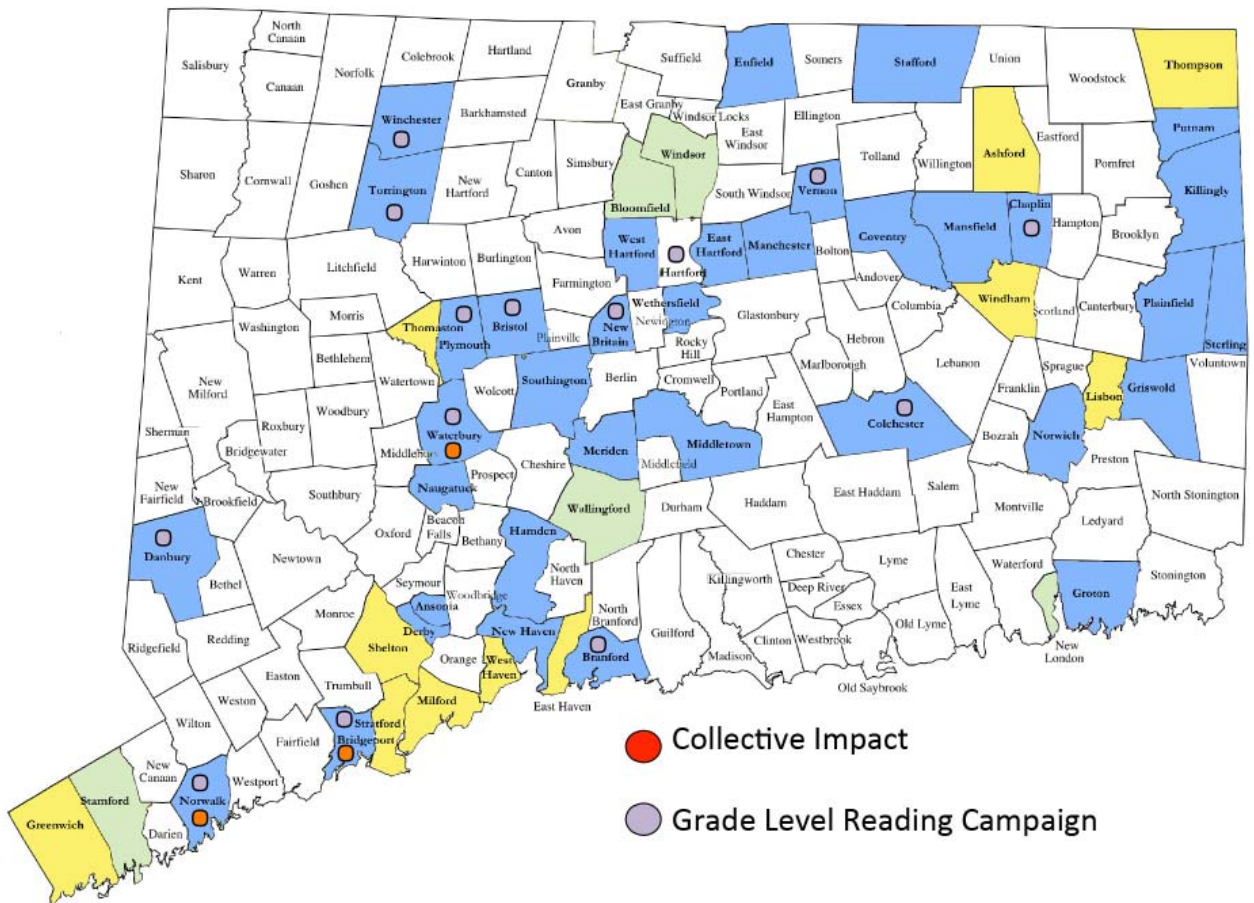 North
Canaan
Salisbury
Canaan
Norfolk
Colebrook
Hartland
Granby
Suffield
Enfield
Somers
Stafford
Union
Woodstock
Thompson
East Granby
Windsor Locks
East
Windsor
Ellington
Winchester
Barkhamsted
Windsor
Tolland
Willington
Ashford
Eastford
Pomfret
Putnam
Killingly
Sharon
Cornwall
Goshen
Torrington
New
Hartford
Canton
Simsbury
Bloomfield
South Windsor
Vernon
Chaplin
Hampton
Brooklyn
Avon
West
Hartford
Hartford
East
Hartford
Manchester
Bolton
Coventry
Mansfield
Kent
Warren
Litchfield
Harwinton
Burlington
Farmington
Andover
Columbia
Windham
Scotland
Canterbury
Plainfield
Sterling
Morris
Washington
Bethlehem
Thomaston
Plymouth
Bristol
Plainville
New
Britain
Wethersfield
Newington
Rocky
Hill
Glastonbury
Hebron
Marlborough
Lebanon
Franklin
Sprague
Lisbon
Griswold
Voluntown
New
Milford
Watertown
Wolcott
Southington
Berlin
Cromwell
Portland
East
Hampton
Colchester
Bozrah
Norwich
Preston
Sherman
Roxbury
Woodbury
Bridgewater
Middlebury
Waterbury
Cheshire
Meriden
Middlefield
Middletown
New
Fairfield
Brookfield
Southbury
Naugatuck
Prospect
Wallingford
Durham
Haddam
East Haddam
Salem
Montville
Ledyard
North Stonington
Danbury
Bethel
Newtown
Oxford
Beacon
Falls
Bethany
Hamden
North
Haven
Killingworth
Chester
Deep River
Essex
Lyme
East
Lyme
Waterford
Groton
Stonington
Seymour
Woodbridge
Ansonia
Derby
Monroe
Shelton
Orange
New Haven
West
Haven
North
Branford
Branford
Guilford
Madison
Clinton
Westbrook
Old Lyme
New
London
Old Saybrook
East Haven
Ridgefield
Redding
Easton
Trumbull
Weston
Wilton
Milford
Stratford
Bridgeport
Fairfield
New
Canaan
Westport
Norwalk
Darien
Stamford
Greenwich
Collective Impact
Grade Level Reading Campaign